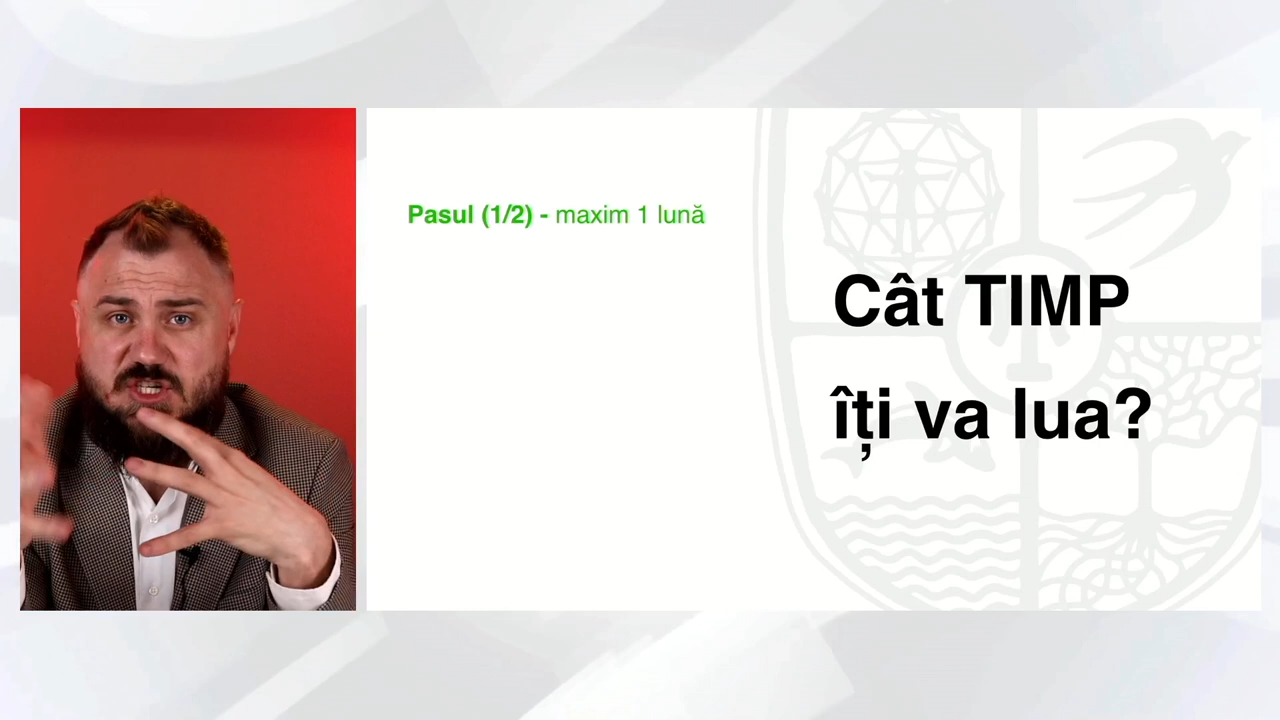 Pasul (1/2) - maxim 1 lună
Cât TIMP
îți va lua?